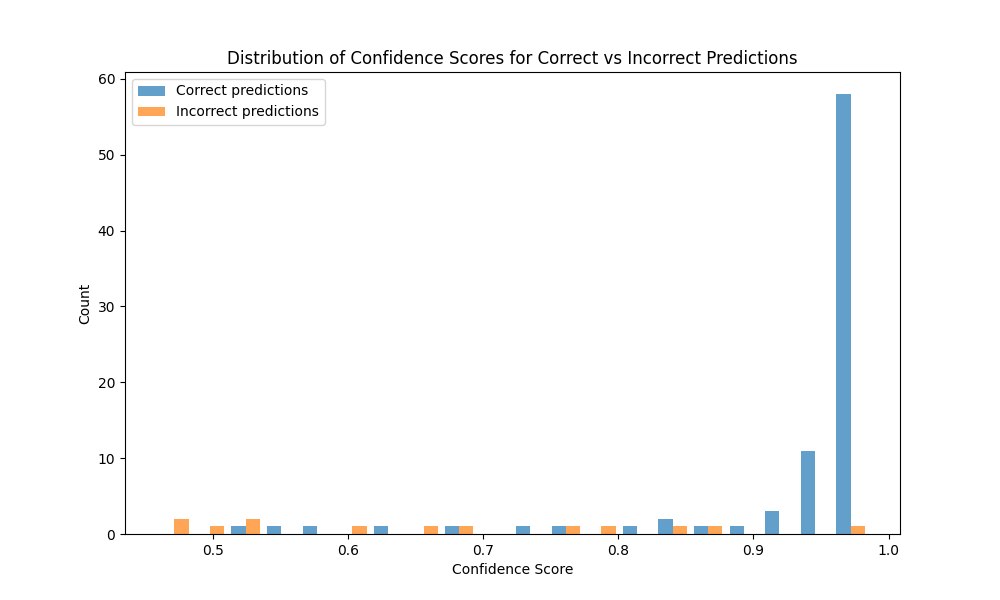 Distribution of Confidence Scores for Correct vs Incorrect Predictions
Correct predictions
Incorrect predictions
60
50
40
30
20
10
0
Count
0.5 0.6 0.7 0.8 0.9 1.0
Confidence Score